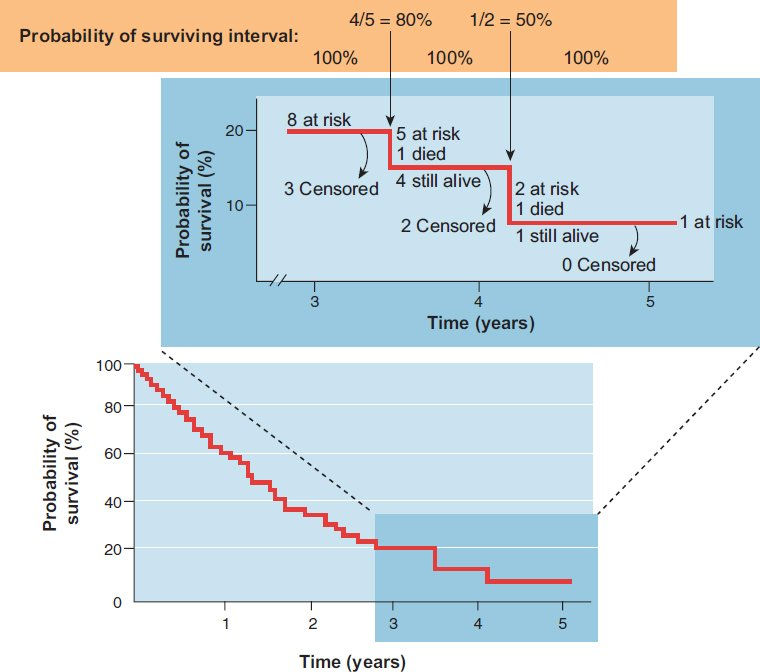 4/5 = 80% 1/2 = 50%
Probability of surviving interval:
100% 100% 100%
8 at risk
20
5 at risk
1 died
3 Censored
4 still alive
2 at risk
1 died
10
2 Censored
1 still alive
1 at risk
0 Censored
Probability of
survival (%)
3 4 5
Time (years)
100
80
60
40
20
0
Probability of
survival (%)
1 2 3 4 5
Time (years)